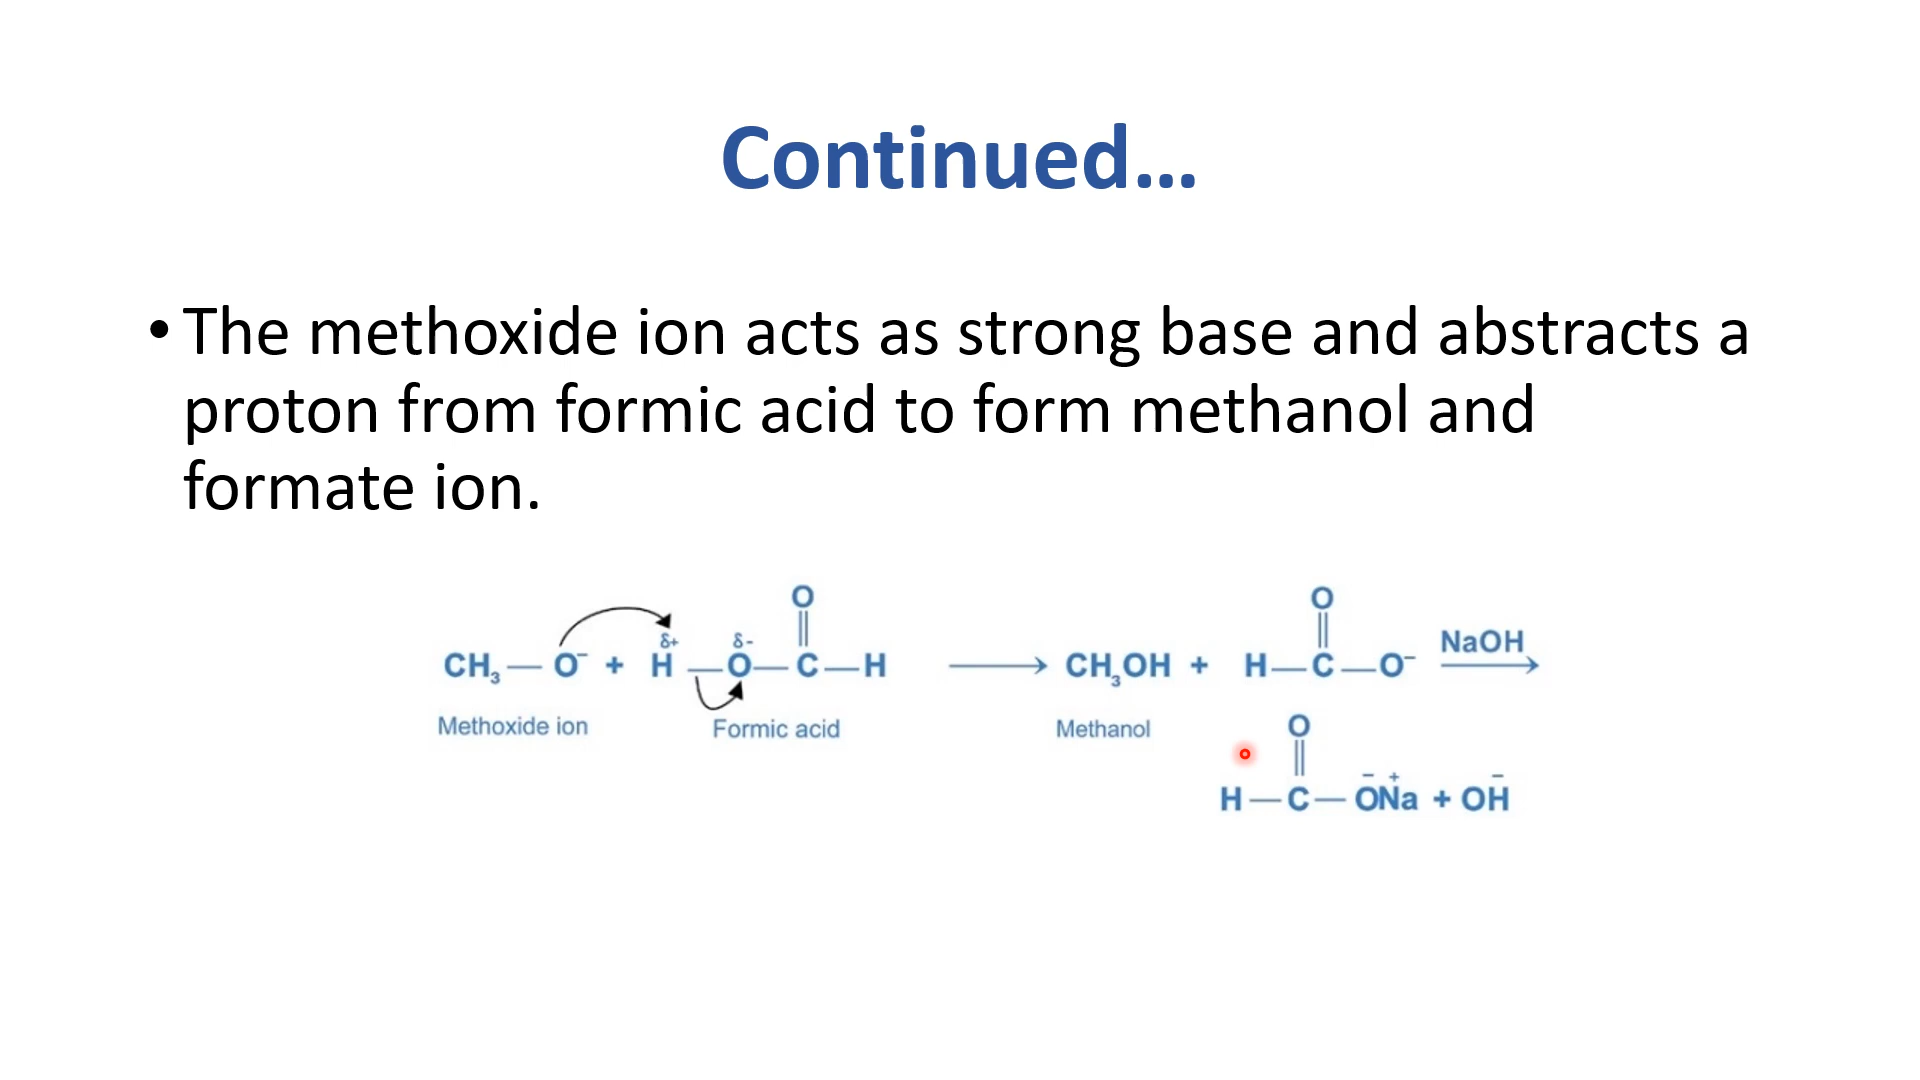 Continued...
• The methoxide ion acts as strong base and abstracts a
proton from formic acid to form methanol and
formate ion.
O O
δ+ δ- NaOH
CH₃ — O⁻ + H — O — C — H ⟶ CH₃OH + H — C — O⁻ ⟶
Methoxide ion Formic acid Methanol
O
− + −
H — C — ONa + OH